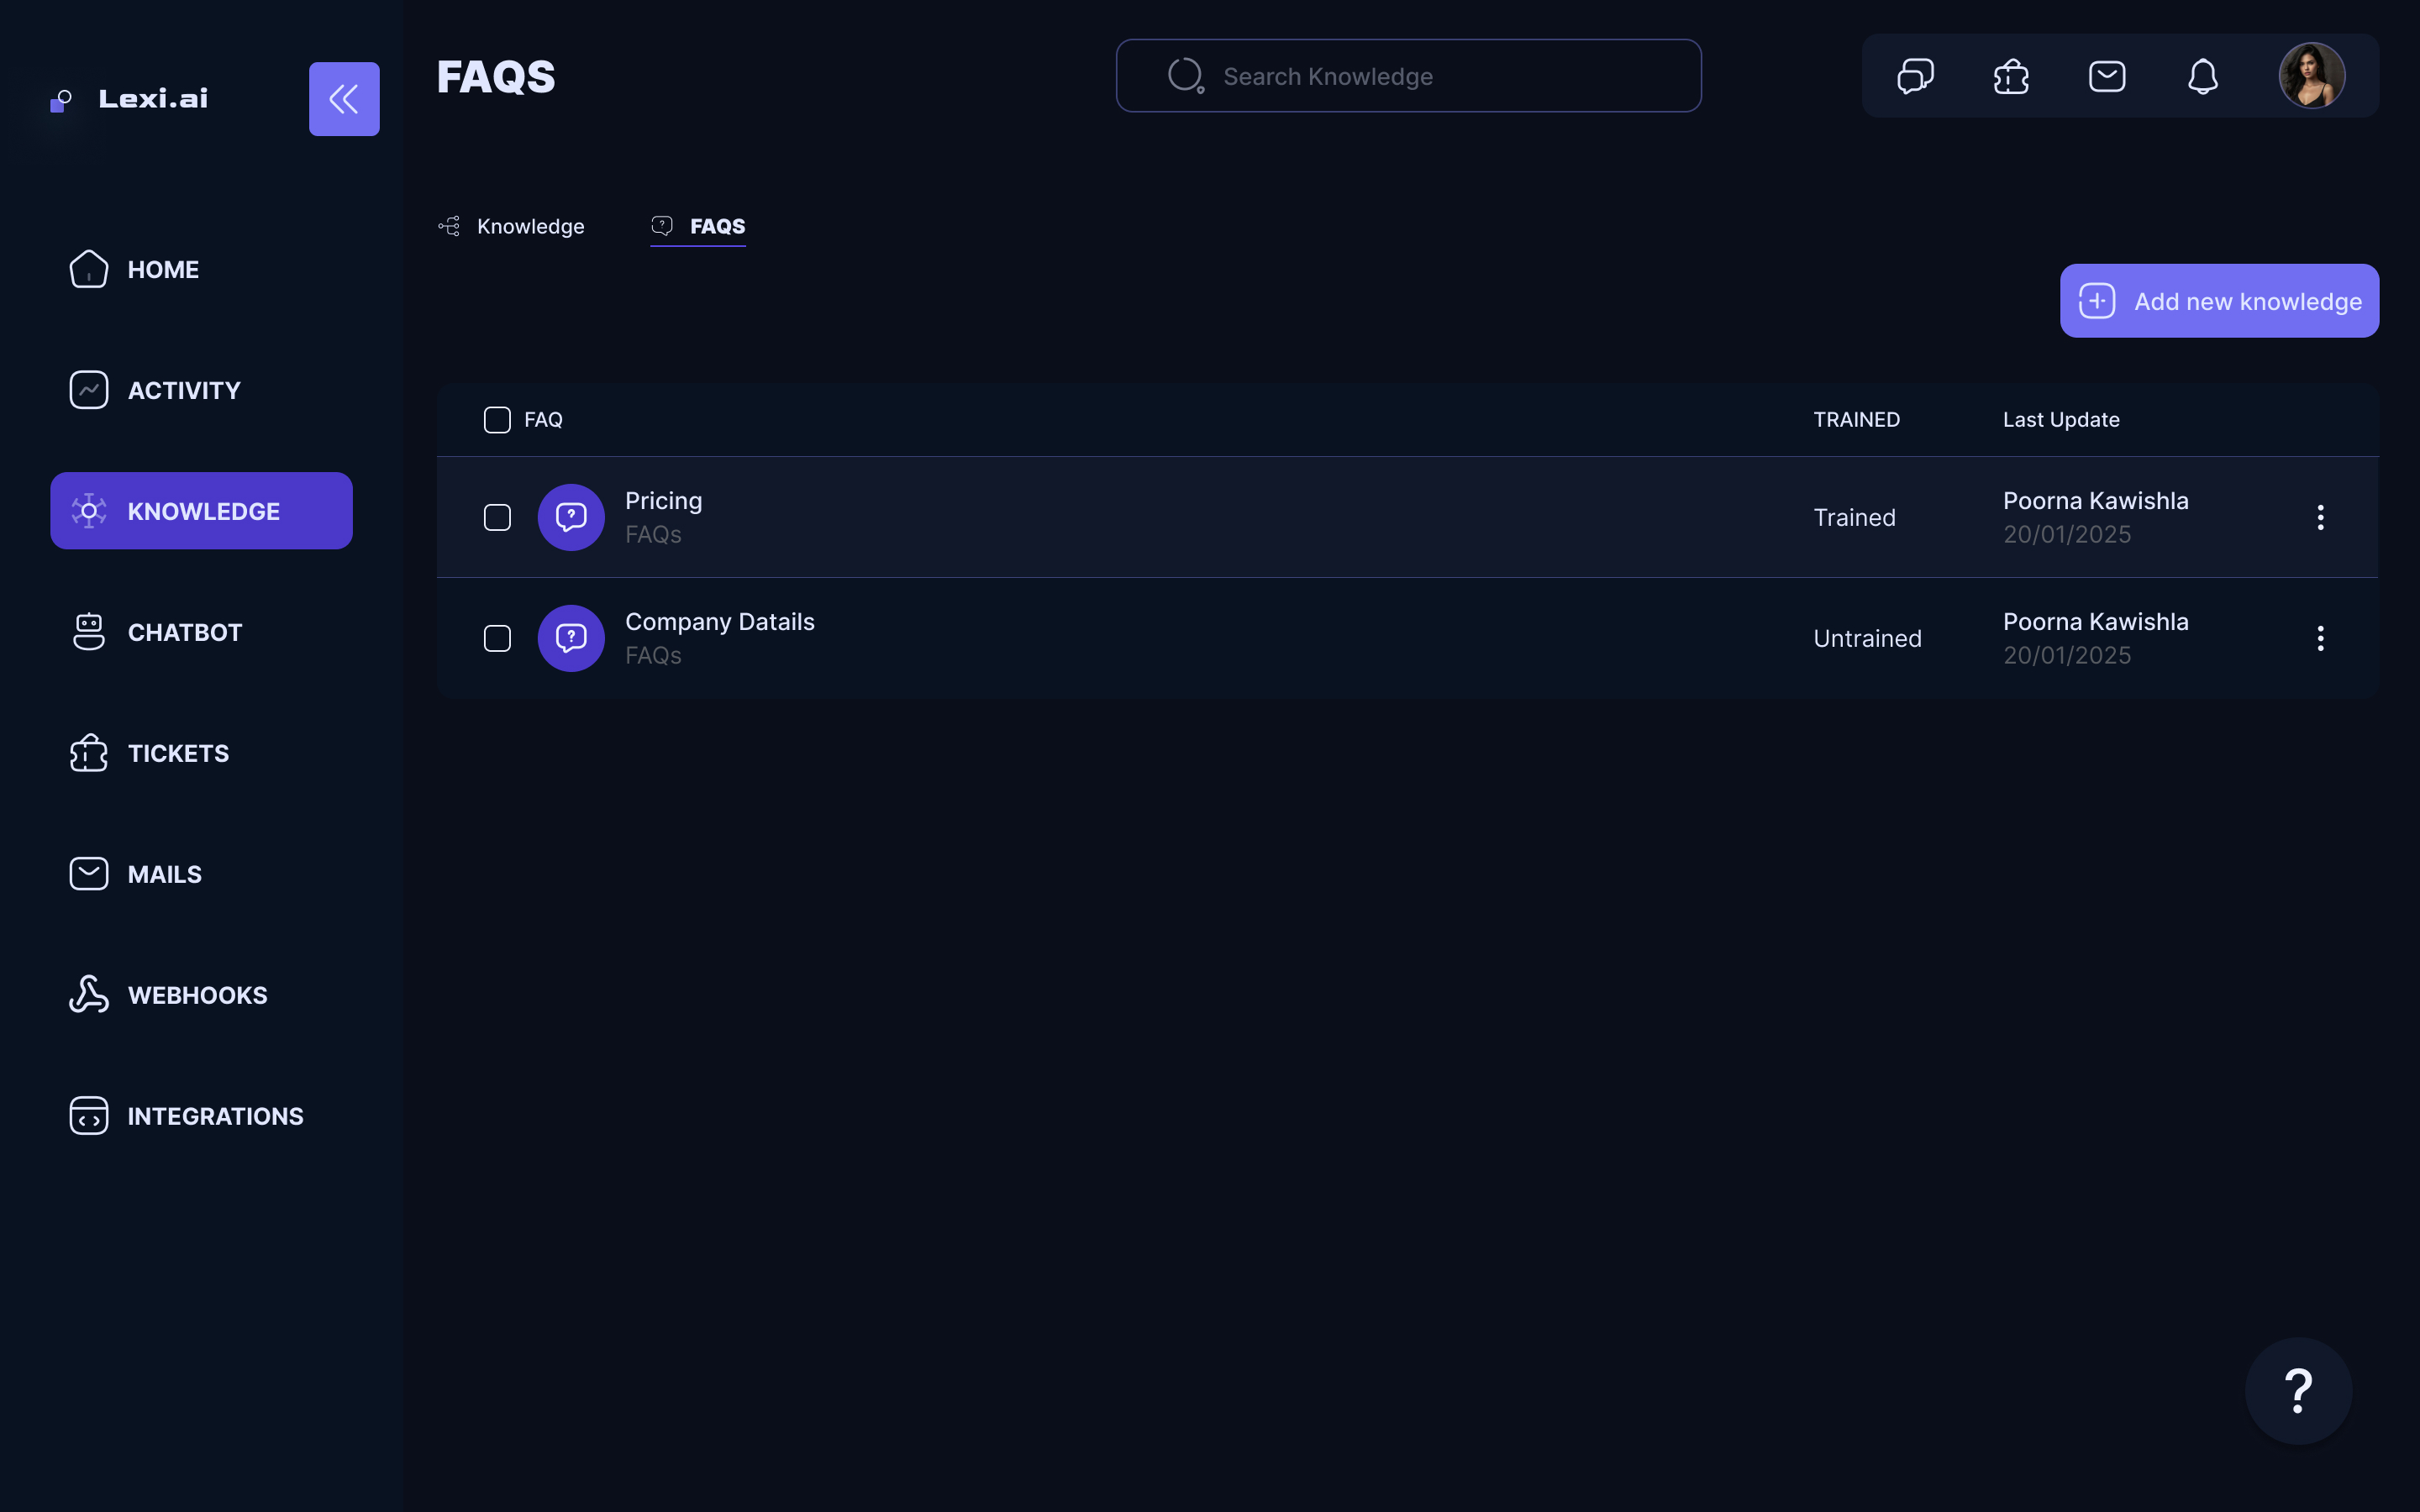 Lexi.ai
FAQS
Search Knowledge
HOME
ACTIVITY
KNOWLEDGE
CHATBOT
TICKETS
MAILS
WEBHOOKS
INTEGRATIONS
Knowledge
FAQS
Add new knowledge
FAQ TRAINED Last Update
Pricing
FAQs
Trained
Poorna Kawishla
20/01/2025
Company Datails
FAQs
Untrained
Poorna Kawishla
20/01/2025
?